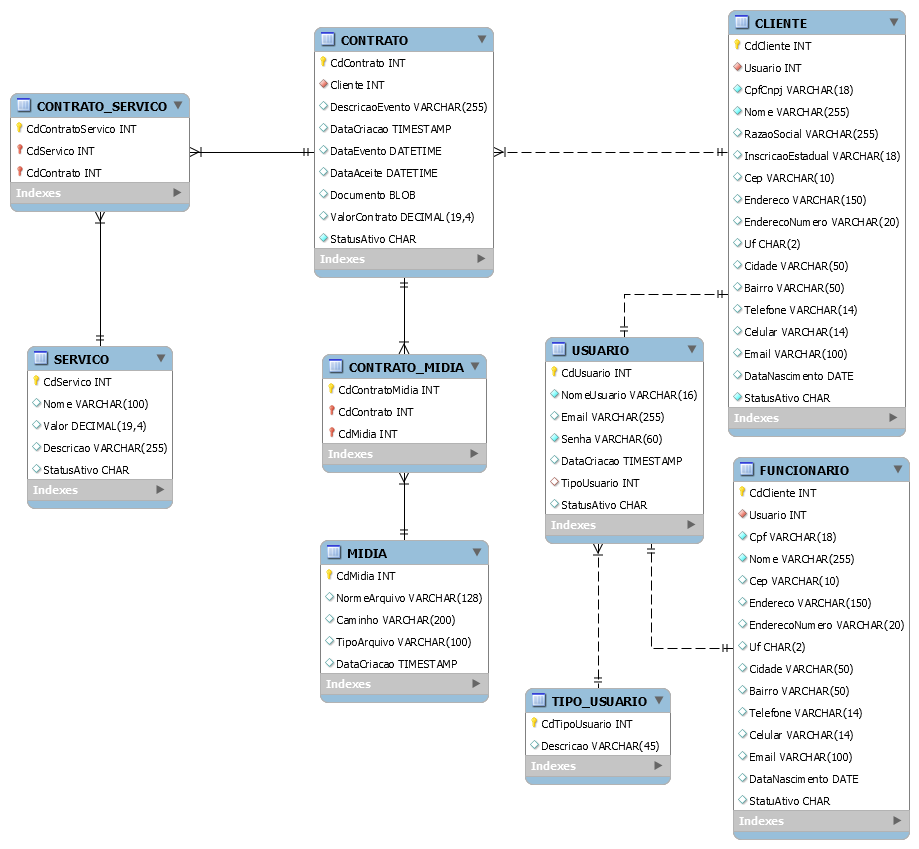 CONTRATO_SERVICO
CdContratoServico INT
CdServico INT
CdContrato INT
Indexes
CONTRATO
CdContrato INT
Cliente INT
DescricaoEvento VARCHAR(255)
DataCriacao TIMESTAMP
DataEvento DATETIME
DataAceite DATETIME
Documento BLOB
ValorContrato DECIMAL(19,4)
StatusAtivo CHAR
Indexes
CLIENTE
CdCliente INT
Usuario INT
CpfCnpj VARCHAR(18)
Nome VARCHAR(255)
RazaoSocial VARCHAR(255)
InscricaoEstadual VARCHAR(18)
Cep VARCHAR(10)
Endereco VARCHAR(150)
EnderecoNumero VARCHAR(20)
Uf CHAR(2)
Cidade VARCHAR(50)
Bairro VARCHAR(50)
Telefone VARCHAR(14)
Celular VARCHAR(14)
Email VARCHAR(100)
DataNascimento DATE
StatusAtivo CHAR
Indexes
SERVICO
CdServico INT
Nome VARCHAR(100)
Valor DECIMAL(19,4)
Descricao VARCHAR(255)
StatusAtivo CHAR
Indexes
CONTRATO_MIDIA
CdContratoMidia INT
CdContrato INT
CdMidia INT
Indexes
USUARIO
CdUsuario INT
NomeUsuario VARCHAR(16)
Email VARCHAR(255)
Senha VARCHAR(60)
DataCriacao TIMESTAMP
TipoUsuario INT
StatusAtivo CHAR
Indexes
MIDIA
CdMidia INT
NormeArquivo VARCHAR(128)
Caminho VARCHAR(200)
TipoArquivo VARCHAR(100)
DataCriacao TIMESTAMP
Indexes
TIPO_USUARIO
CdTipoUsuario INT
Descricao VARCHAR(45)
Indexes
FUNCIONARIO
CdCliente INT
Usuario INT
Cpf VARCHAR(18)
Nome VARCHAR(255)
Cep VARCHAR(10)
Endereco VARCHAR(150)
EnderecoNumero VARCHAR(20)
Uf CHAR(2)
Cidade VARCHAR(50)
Bairro VARCHAR(50)
Telefone VARCHAR(14)
Celular VARCHAR(14)
Email VARCHAR(100)
DataNascimento DATE
StatuAtivo CHAR
Indexes